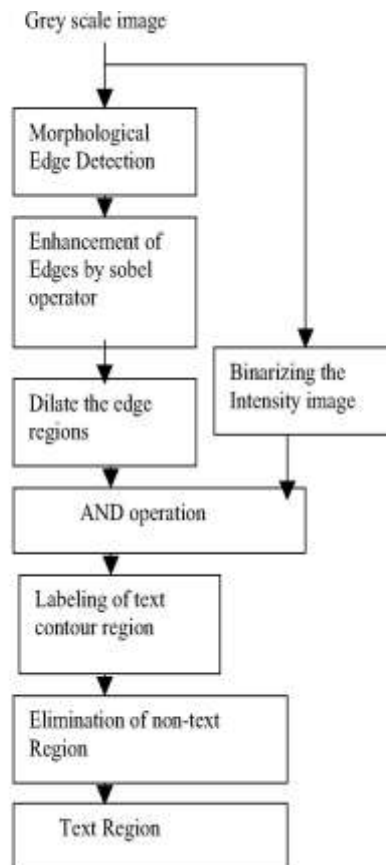 Grey scale image
Morphological
Edge Detection
Enhancement of
Edges by sobel
operator
Binarizing the
Intensity image
Dilate the edge
regions
AND operation
Labeling of text
contour region
Elimination of non-text
Region
Text Region